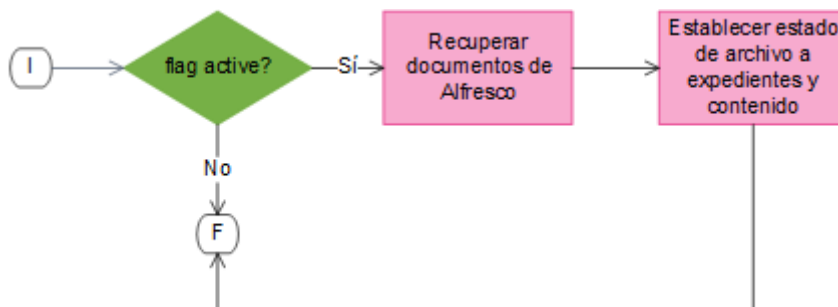 I
flag active?
Sí
Recuperar
documentos de
Alfresco
Establecer estado
de archivo a
expedientes y
contenido
No
F